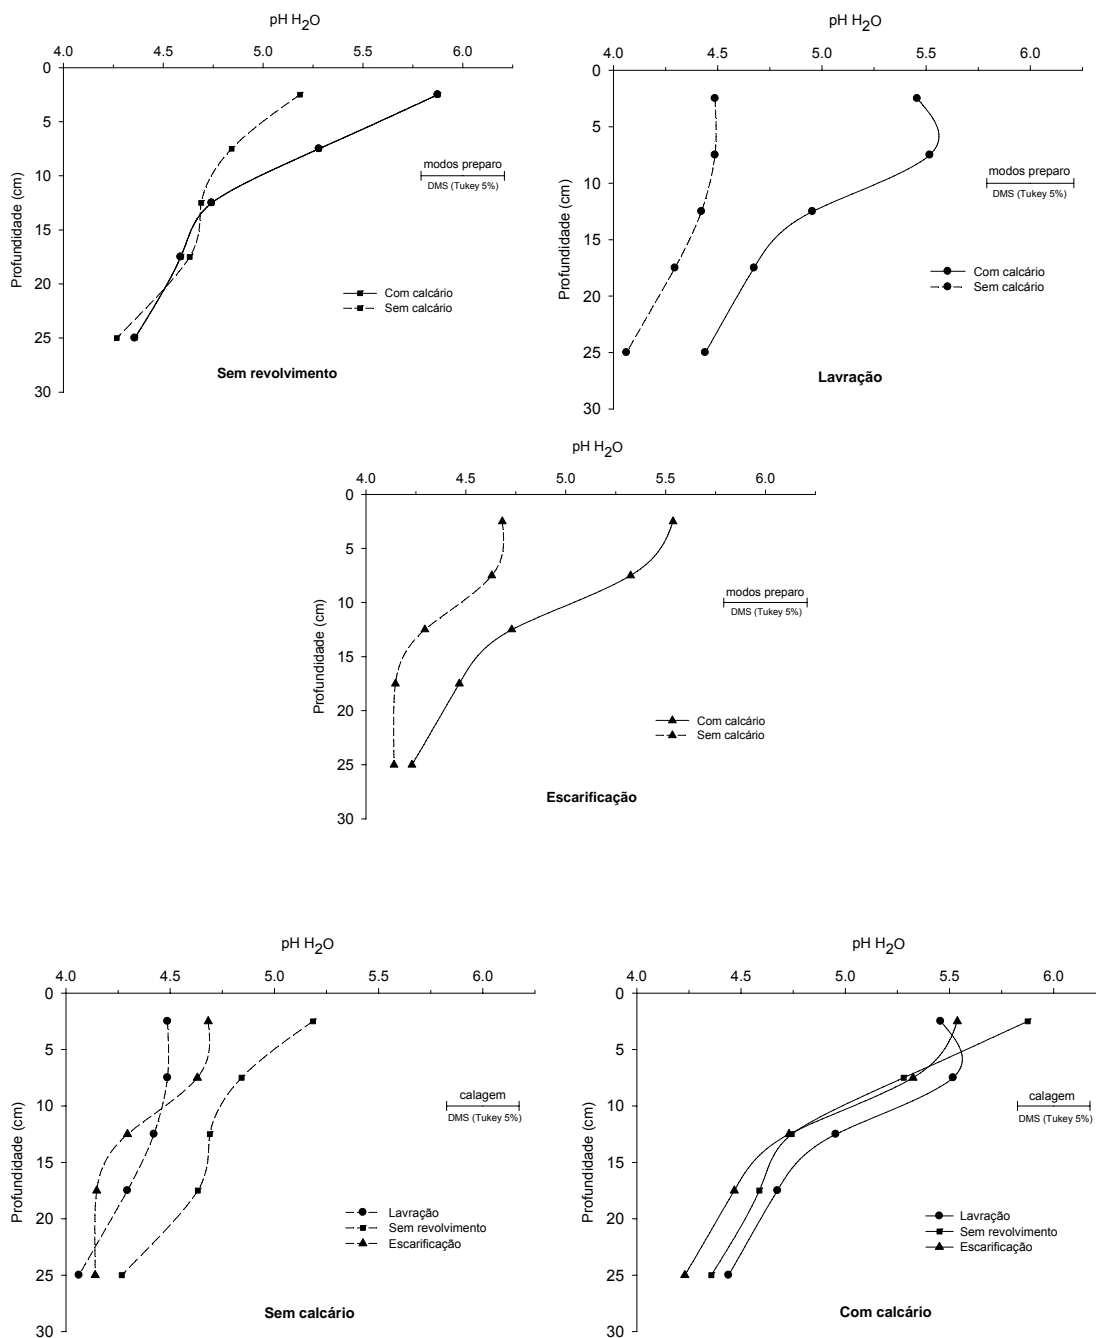 pH H2O
4.0 4.5 5.0 5.5 6.0
Profundidade (cm)
0
5
10
15
20
25
30
modos preparo
DMS (Tukey 5%)
Com calcário
Sem calcário
Sem revolvimento
pH H2O
4.0 4.5 5.0 5.5 6.0
Profundidade (cm)
0
5
10
15
20
25
30
modos preparo
DMS (Tukey 5%)
Com calcário
Sem calcário
Lavração
pH H2O
4.0 4.5 5.0 5.5 6.0
Profundidade (cm)
0
5
10
15
20
25
30
modos preparo
DMS (Tukey 5%)
Com calcário
Sem calcário
Escarificação
pH H2O
4.0 4.5 5.0 5.5 6.0
Profundidade (cm)
0
5
10
15
20
25
30
calagem
DMS (Tukey 5%)
Lavração
Sem revolvimento
Escarificação
Sem calcário
pH H2O
4.0 4.5 5.0 5.5 6.0
Profundidade (cm)
0
5
10
15
20
25
30
calagem
DMS (Tukey 5%)
Lavração
Sem revolvimento
Escarificação
Com calcário